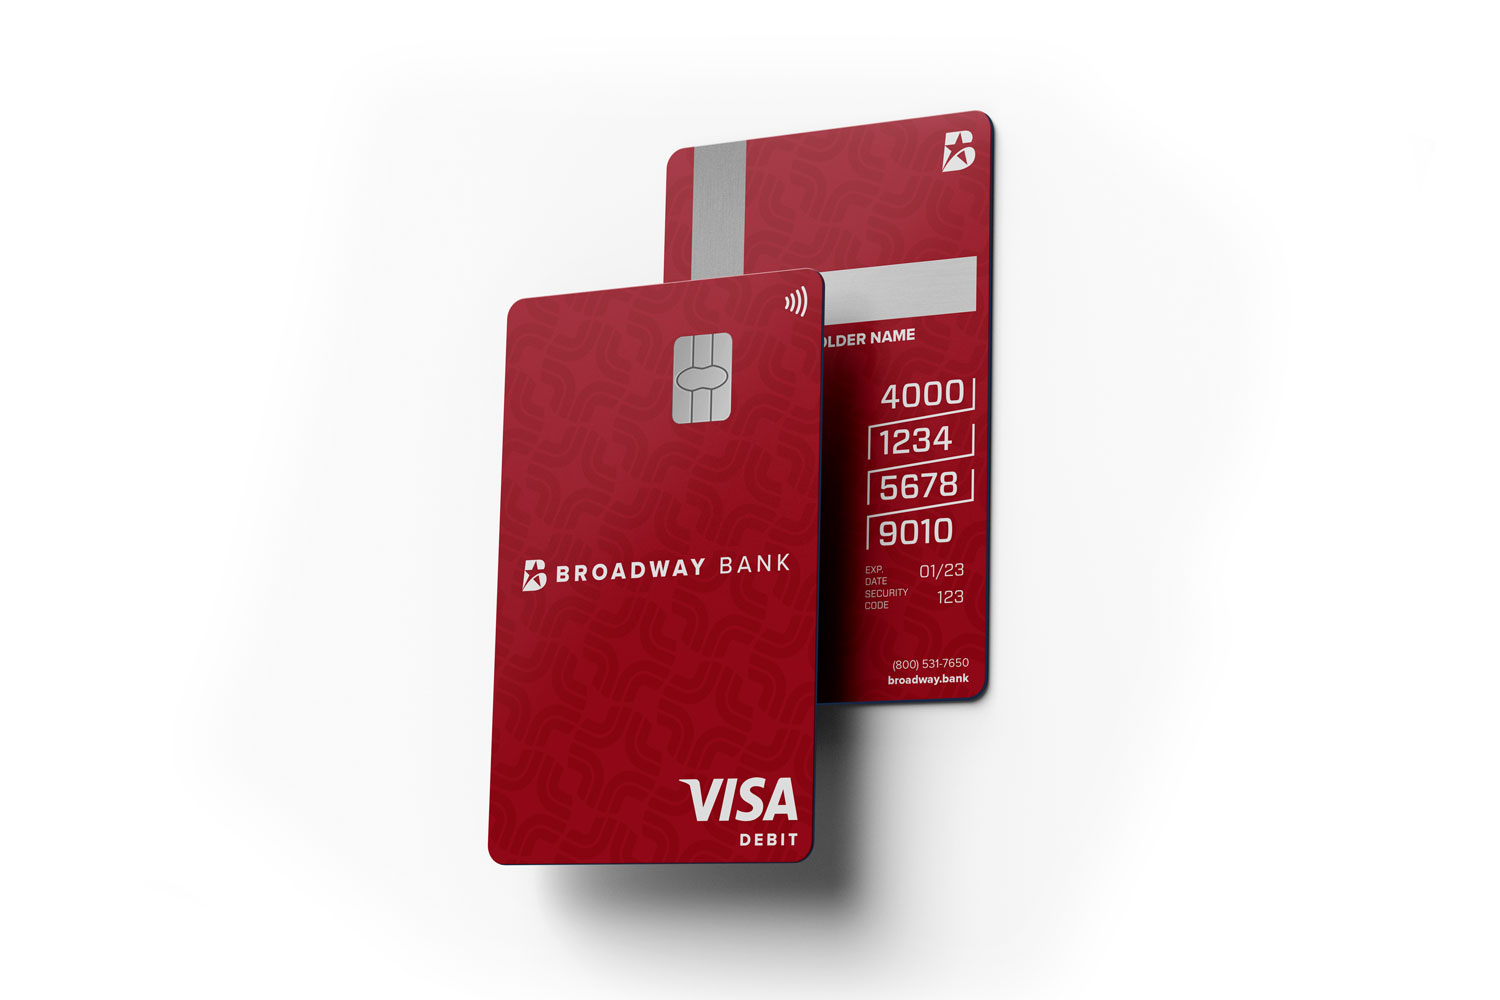 BROADWAY BANK
VISA
DEBIT
OLDER NAME
4000
1234
5678
9010
EXP.
DATE
01/23
SECURITY
CODE
123
(800) 531-7650
broadway.bank